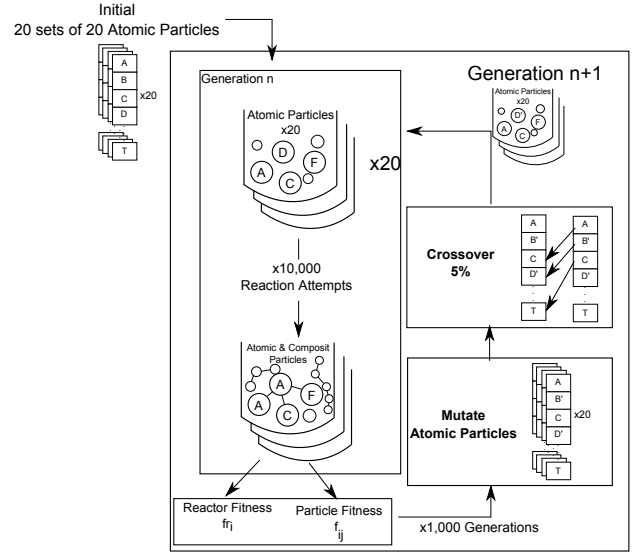 Initial
20 sets of 20 Atomic Particles
A
B
C
D
T
x20
Generation n
Atomic Particles
x20
D
A
F
C
x20
x10,000
Reaction Attempts
Atomic & Composit
Particles
A
A
F
C
Reactor Fitness
fri
Particle Fitness
fij
x1,000 Generations
Mutate
Atomic Particles
A
B'
C
D'
T
x20
Crossover
5%
A
B'
C
D'
T
A
B'
C
D'
T
Generation n+1
Atomic Particles
x20
D'
A
F
C